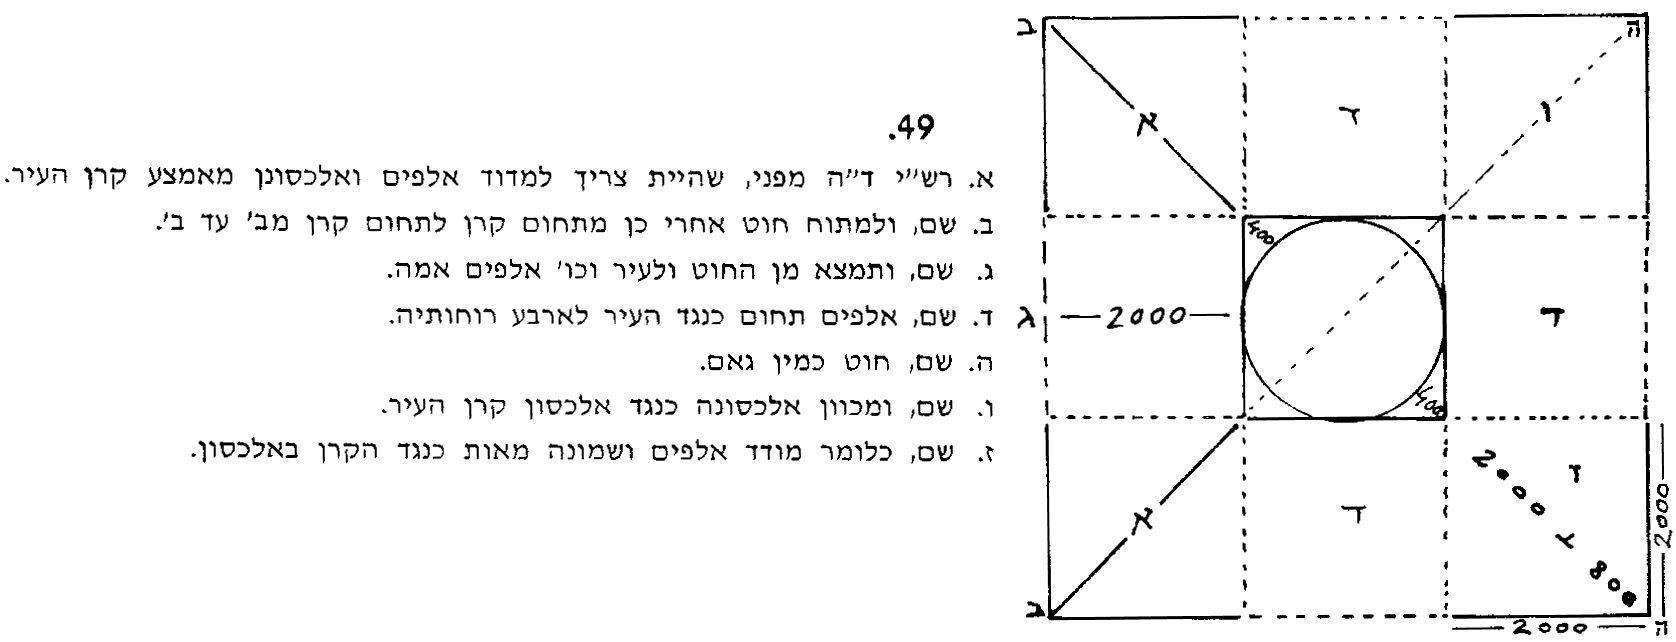 49.
א. רש״י ד״ה מפני, שהיית צריך למדוד אלפים ואלכסונן מאמצע קרן העיר.
ב. שם, ולמתוח חוט אחרי כן מתחום קרן לתחום קרן מב׳ עד ב׳.
ג. שם, ותמצא מן החוט ולעיר וכו׳ אלפים אמה.
ד. שם, אלפים תחום כנגד העיר לארבע רוחותיה.
ה. שם, חוט כמין גאם.
ו. שם, ומכוון אלכסונה כנגד אלכסון קרן העיר.
ז. שם, כלומר מודד אלפים ושמונה מאות כנגד הקרן באלכסון.
ב
ה
א
ד
ו
400
ג
2000
ד
400
א
ד
ז
2000 ו 800
2000
ב
2000
ה